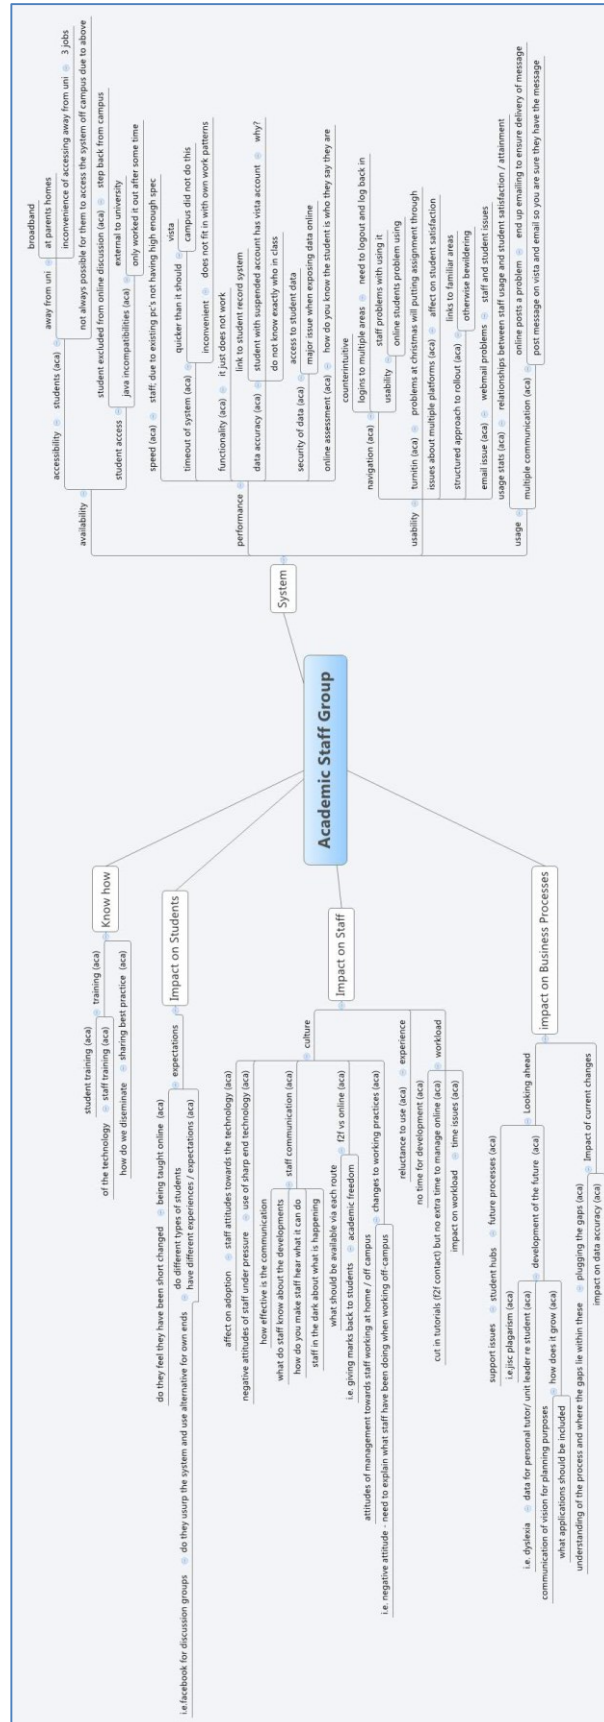 Academic Staff Group
System
availability
accessibility
students (aca)
away from uni
broadband
at parents homes
inconvenience of accessing away from uni
3 jobs
not always possible for them to access the system off campus due to above
student access
student excluded from online discussion (aca)
step back from campus
java incompatibilities (aca)
external to university
only worked it out after some time
performance
speed (aca)
staff; due to existing pc's not having high enough spec
timeout of system (aca)
quicker than it should
vista
campus did not do this
inconvenient
does not fit in with own work patterns
functionality (aca)
it just does not work
data accuracy (aca)
link to student record system
student with suspended account has vista account
why?
do not know exactly who in class
security of data (aca)
access to student data
major issue when exposing data online
online assessment (aca)
how do you know the student is who they say they are
usability
navigation (aca)
counterintuitive
logins to multiple areas
need to logout and log back in
usability
staff problems with using it
online students problem using
turnitin (aca)
problems at christmas will putting assignment through
issues about multiple platforms (aca)
affect on student satisfaction
structured approach to rollout (aca)
links to familiar areas
otherwise bewildering
email issue (aca)
webmail problems
staff and student issues
usage
usage stats (aca)
relationships between staff usage and student satisfaction / attainment
multiple communication (aca)
online posts a problem
end up emailing to ensure delivery of message
post message on vista and email so you are sure they have the message
Know how
training (aca)
student training (aca)
staff training (aca)
of the technology
sharing best practice (aca)
how do we diseminate
Impact on Students
expectations
being taught online (aca)
do they feel they have been short changed
do different types of students
have different experiences / expectations (aca)
do they usurp the system and use alternative for own ends
i.e.facebook for discussion groups
Impact on Staff
culture
staff attitudes towards the technology (aca)
affect on adoption
use of sharp end technology (aca)
negative attitudes of staff under pressure
staff communication (aca)
how effective is the communication
what do staff know about the developments
how do you make staff hear what it can do
staff in the dark about what is happening
f2f vs online (aca)
what should be available via each route
academic freedom
i.e. giving marks back to students
changes to working practices (aca)
attitudes of management towards staff working at home / off campus
i.e. negative attitude - need to explain what staff have been doing when working off-campus
experience
reluctance to use (aca)
workload
no time for development (aca)
cut in tutorials (f2f contact) but no extra time to manage online (aca)
time issues (aca)
impact on workload
impact on Business Processes
Looking ahead
future processes (aca)
student hubs
support issues
development of the future (aca)
i.e.jisc plagarism (aca)
data for personal tutor/ unit leader re student (aca)
i.e. dyslexia
communication of vision for planning purposes
how does it grow (aca)
what applications should be included
Impact of current changes
plugging the gaps (aca)
understanding of the process and where the gaps lie within these
impact on data accuracy (aca)